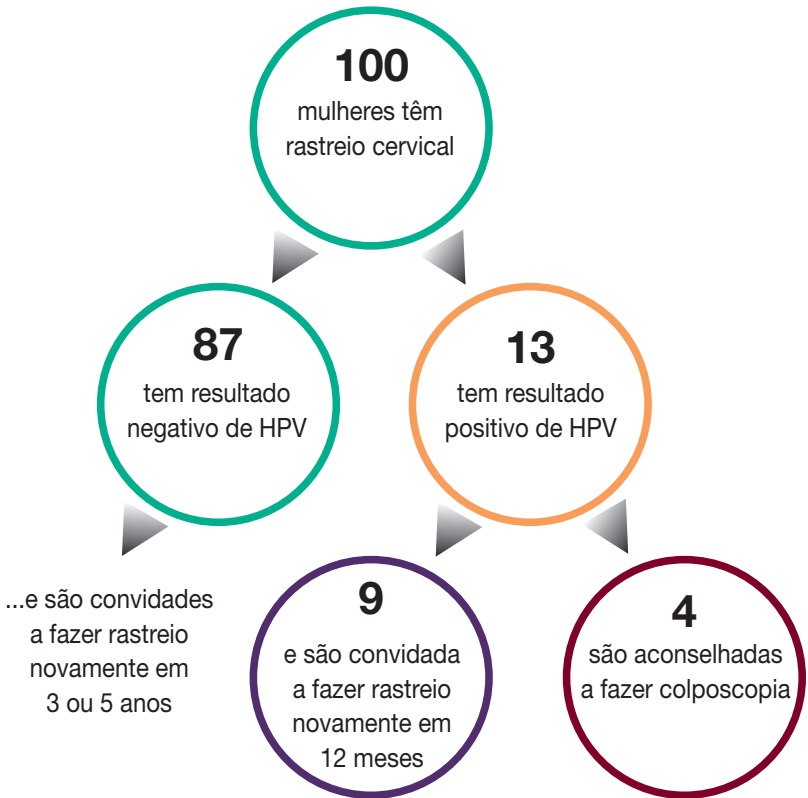 100
mulheres têm
rastreio cervical
87
tem resultado
negativo de HPV
13
tem resultado
positivo de HPV
...e são convidades
a fazer rastreio
novamente em
3 ou 5 anos
9
e são convidada
a fazer rastreio
novamente em
12 meses
4
são aconselhadas
a fazer colposcopia